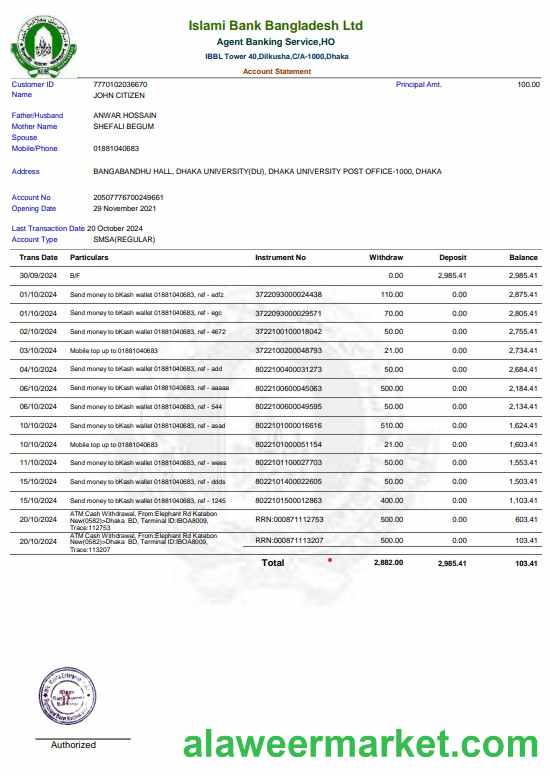 Islami Bank Bangladesh Ltd
Agent Banking Service,HO
IBBL Tower 40,Dilkusha,C/A-1000,Dhaka
Account Statement
Customer ID 7770102036670 Principal Amt. 100.00
Name JOHN CITIZEN
Father/Husband ANWAR HOSSAIN
Mother Name SHEFALI BEGUM
Spouse
Mobile/Phone 01881040683
Address BANGABANDHU HALL, DHAKA UNIVERSITY(DU), DHAKA UNIVERSITY POST OFFICE-1000, DHAKA
Account No 20507776700249661
Opening Date 29 November 2021
Last Transaction Date 20 October 2024
Account Type SMSA(REGULAR)
Trans Date Particulars Instrument No Withdraw Deposit Balance
30/09/2024 B/F 0.00 2,985.41 2,985.41
01/10/2024 Send money to bKash wallet 01881040683, ref - edfz 3722093000024438 110.00 0.00 2,875.41
01/10/2024 Send money to bKash wallet 01881040683, ref - egc 3722093000029571 70.00 0.00 2,805.41
02/10/2024 Send money to bKash wallet 01881040683, ref - 4672 3722100100018042 50.00 0.00 2,755.41
03/10/2024 Mobile top up to 01881040683 3722100200048793 21.00 0.00 2,734.41
04/10/2024 Send money to bKash wallet 01881040683, ref - add 8022100400031273 50.00 0.00 2,684.41
06/10/2024 Send money to bKash wallet 01881040683, ref - aaaaa 8022100600045063 500.00 0.00 2,184.41
06/10/2024 Send money to bKash wallet 01881040683, ref - 544 8022100600049595 50.00 0.00 2,134.41
10/10/2024 Send money to bKash wallet 01881040683, ref - asad 8022101000016616 510.00 0.00 1,624.41
10/10/2024 Mobile top up to 01881040683 8022101000051154 21.00 0.00 1,603.41
11/10/2024 Send money to bKash wallet 01881040683, ref - wees 8022101100027703 50.00 0.00 1,553.41
15/10/2024 Send money to bKash wallet 01881040683, ref - ddds 8022101400022605 50.00 0.00 1,503.41
15/10/2024 Send money to bKash wallet 01881040683, ref - 1245 8022101500012863 400.00 0.00 1,103.41
ATM Cash Withdrawal, From:Elephant Rd Katabon
20/10/2024 New(0582)>Dhaka BD, Terminal ID:IBOA8009, RRN:000871112753 500.00 0.00 603.41
Trace:112753
ATM Cash Withdrawal, From:Elephant Rd Katabon
20/10/2024 New(0582)>Dhaka BD, Terminal ID:IBOA8009, RRN:000871113207 500.00 0.00 103.41
Trace:113207
Total 2,882.00 2,985.41 103.41
Authorized
alaweermarket.com